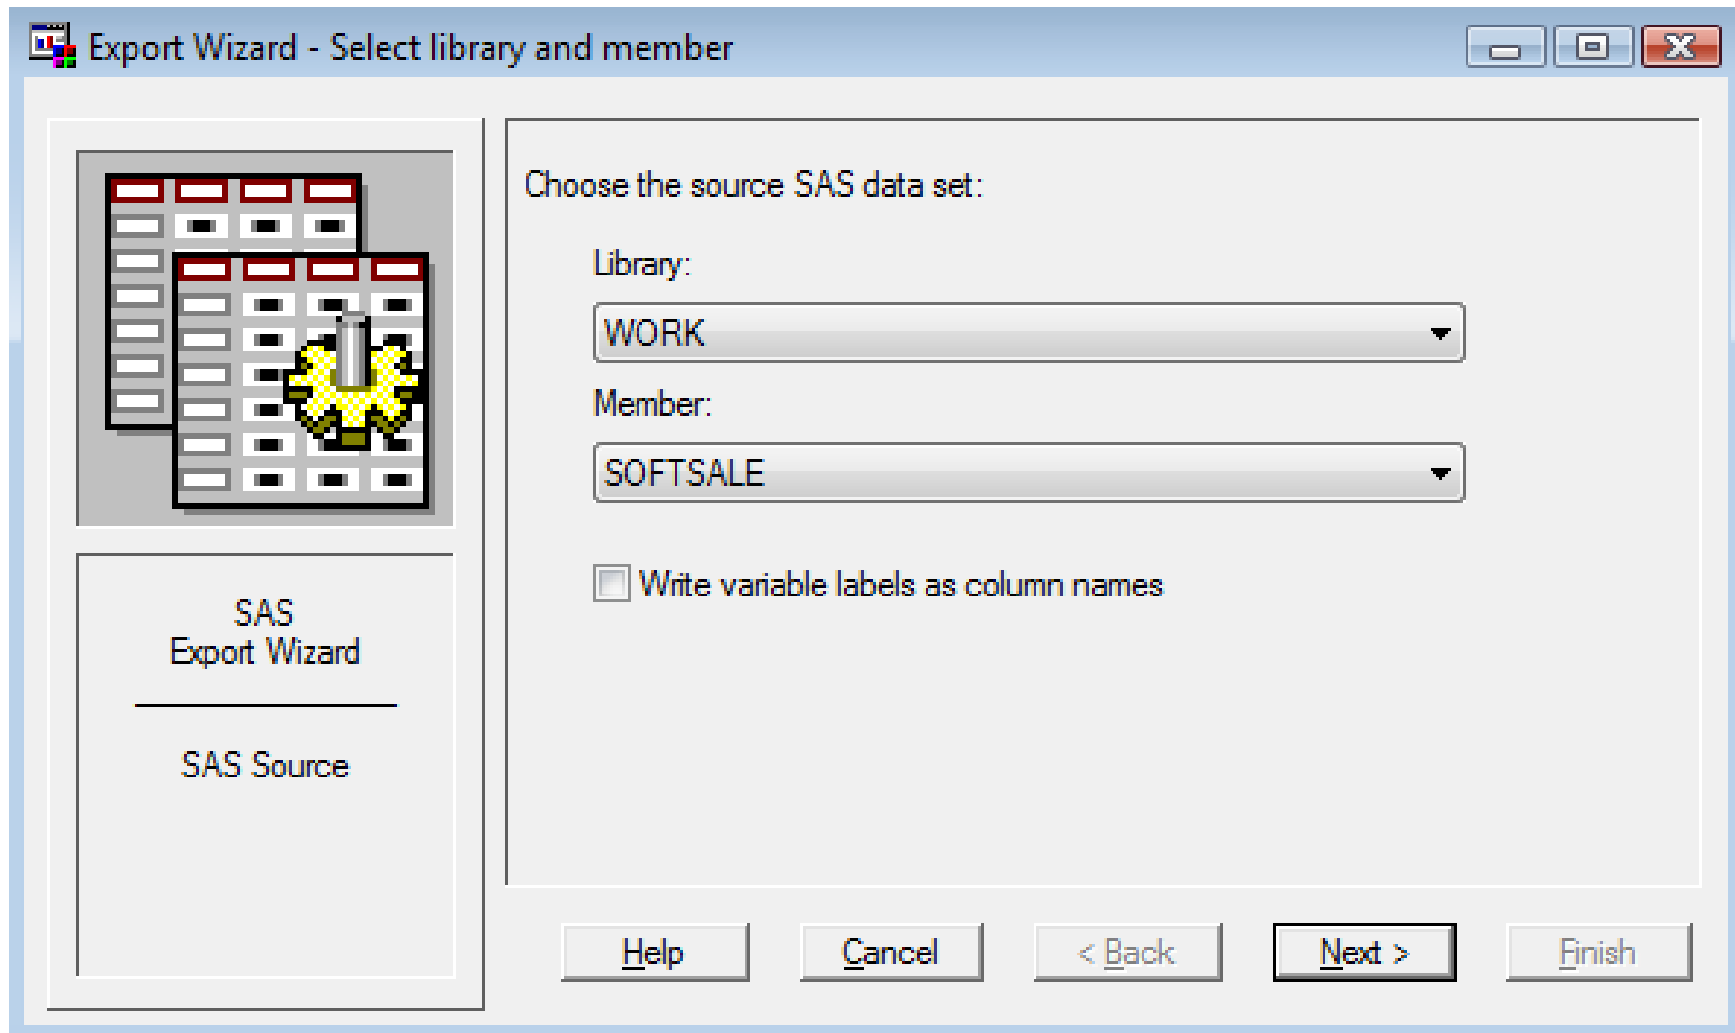 Export Wizard - Select library and member
Choose the source SAS data set:
Library:
WORK
Member:
SOFTSALE
Write variable labels as column names
SAS
Export Wizard
SAS Source
Help
Cancel
< Back
Next >
Finish